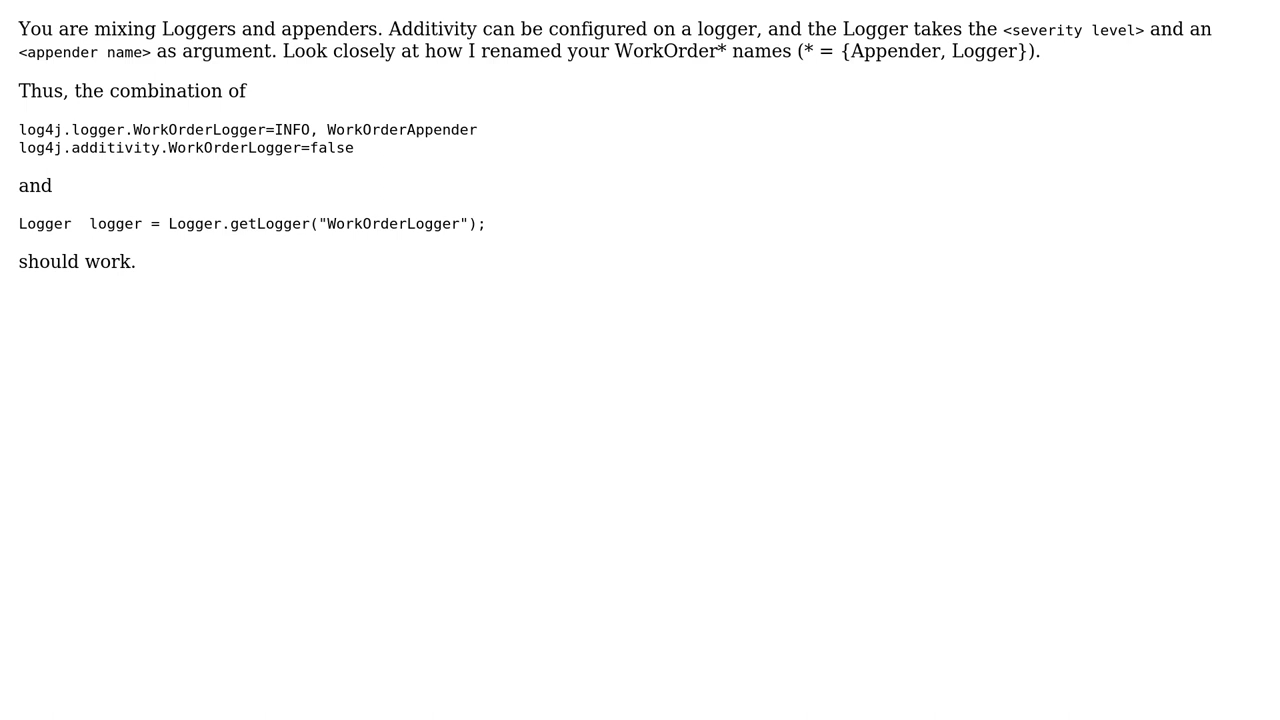 You are mixing Loggers and appenders. Additivity can be configured on a logger, and the Logger takes the <severity level> and an
<appender name> as argument. Look closely at how I renamed your WorkOrder* names (* = {Appender, Logger}).
Thus, the combination of
log4j.logger.WorkOrderLogger=INFO, WorkOrderAppender
log4j.additivity.WorkOrderLogger=false
and
Logger  logger = Logger.getLogger("WorkOrderLogger");
should work.